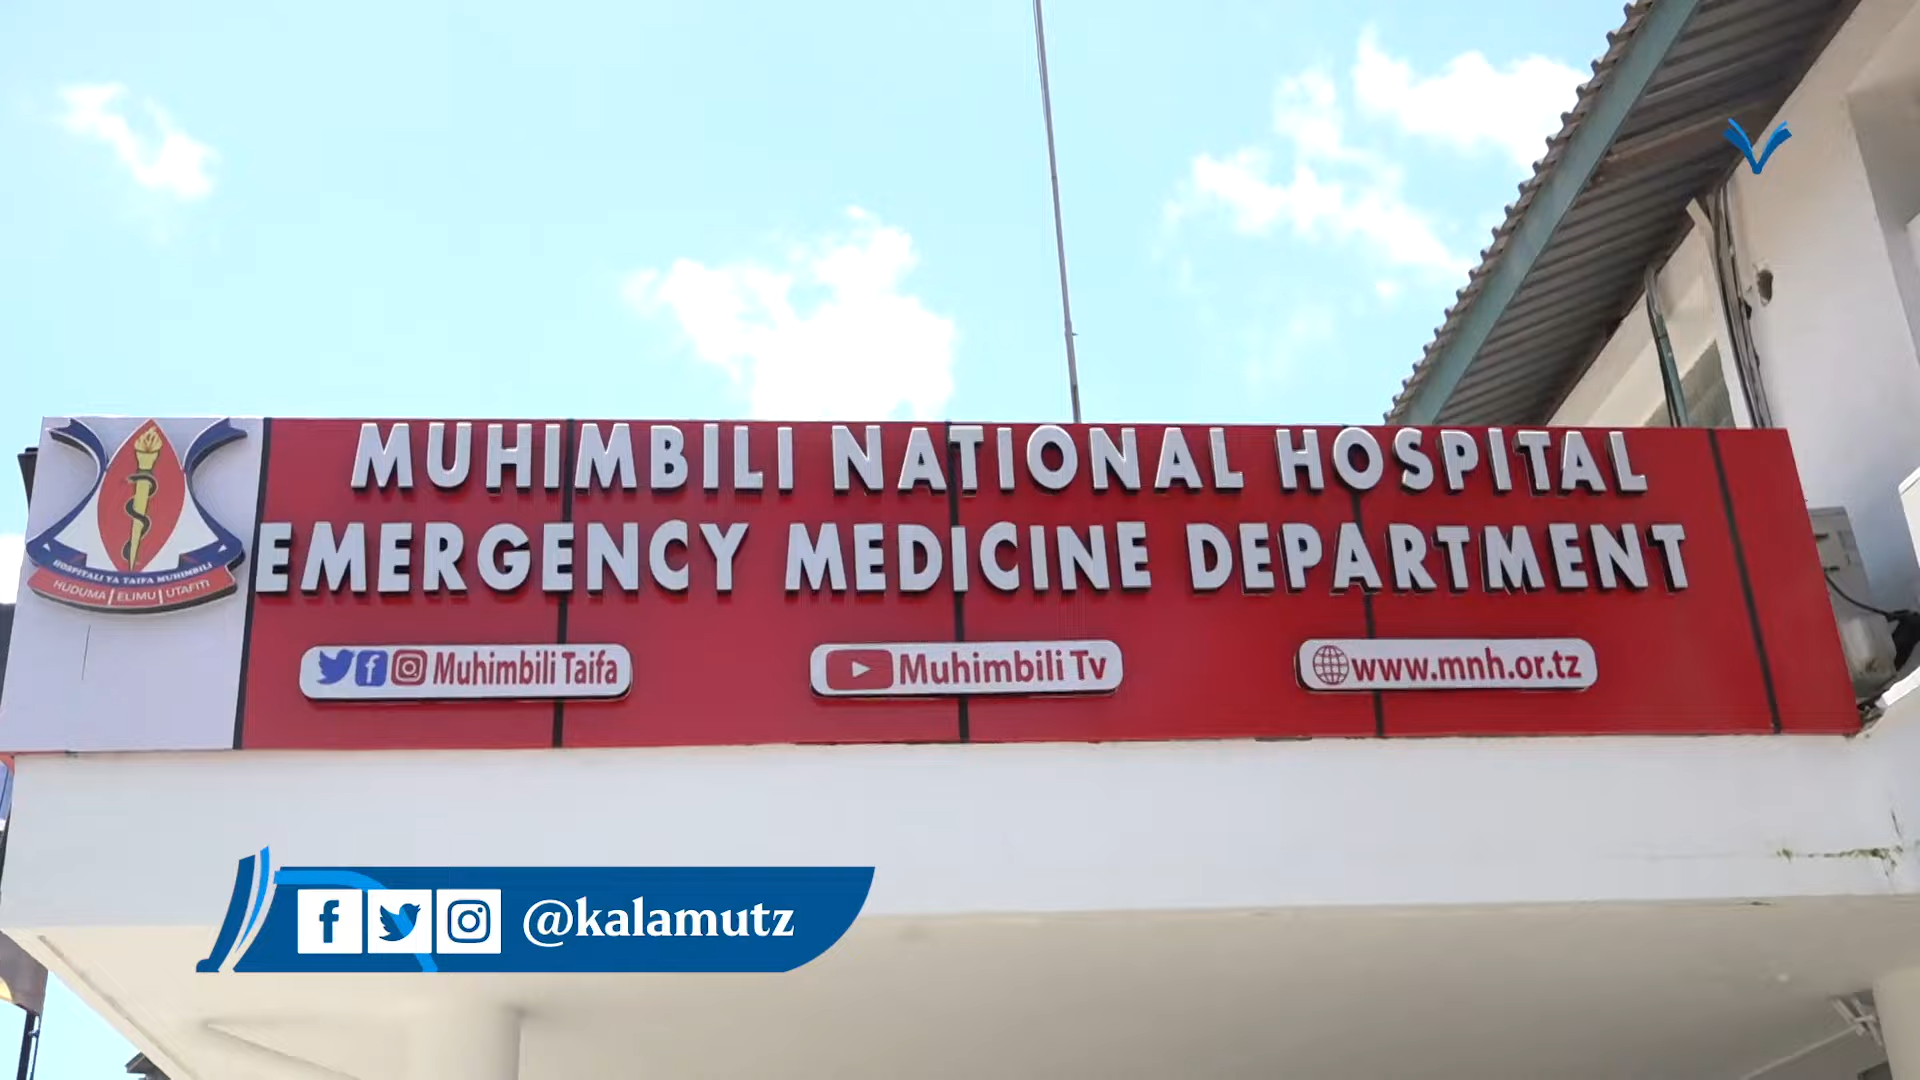 MUHIMBILI NATIONAL HOSPITAL
EMERGENCY MEDICINE DEPARTMENT
HOSPITALI YA TAIFA MUHIMBILI
HUDUMA | ELIMU | UTAFITI
Muhimbili Taifa
Muhimbili Tv
www.mnh.or.tz
@kalamutz